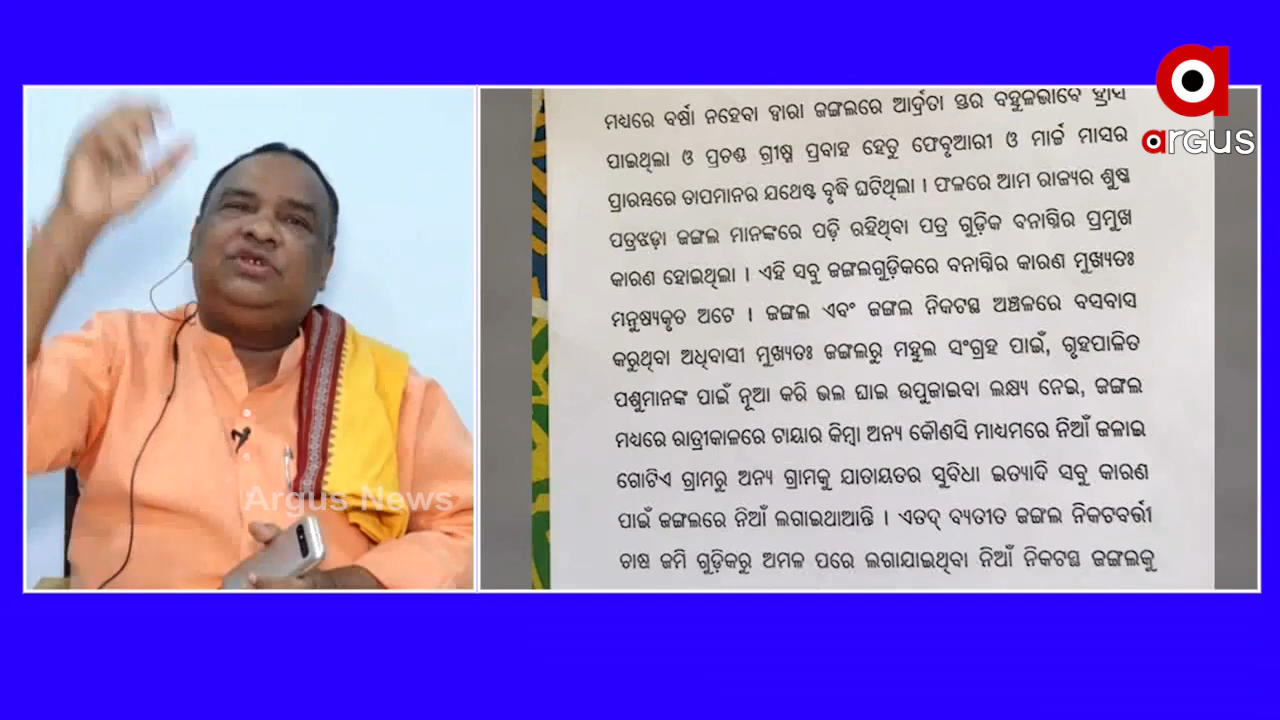 argus
ମଧ୍ୟରେ ବର୍ଷା ନହେବା ଦ୍ୱାରା ଜଙ୍ଗଲରେ ଆର୍ଦ୍ରତା ସ୍ତର ବହୁଳଭାବେ ହ୍ରାସ
ପାଇଥିଲା ଓ ପ୍ରଚଣ୍ଡ ଗ୍ରୀଷ୍ମ ପ୍ରବାହ ହେତୁ ଫେବୃଆରୀ ଓ ମାର୍ଚ୍ଚ ମାସର
ପ୍ରାରମ୍ଭରେ ତାପମାନର ଯଥେଷ୍ଟ ବୃଦ୍ଧି ଘଟିଥିଲା । ଫଳରେ ଆମ ରାଜ୍ୟର ଶୁଷ୍କ
ପତ୍ରଝଡ଼ା ଜଙ୍ଗଲ ମାନଙ୍କରେ ପଡ଼ି ରହିଥିବା ପତ୍ର ଗୁଡ଼ିକ ବନାଗ୍ନିର ପ୍ରମୁଖ
କାରଣ ହୋଇଥିଲା । ଏହି ସବୁ ଜଙ୍ଗଲଗୁଡ଼ିକରେ ବନାଗ୍ନିର କାରଣ ମୁଖ୍ୟତଃ
ମନୁଷ୍ୟକୃତ ଅଟେ । ଜଙ୍ଗଲ ଏବଂ ଜଙ୍ଗଲ ନିକଟସ୍ଥ ଅଞ୍ଚଳରେ ବସବାସ
କରୁଥିବା ଅଧିବାସୀ ମୁଖ୍ୟତଃ ଜଙ୍ଗଲରୁ ମହୁଲ ସଂଗ୍ରହ ପାଇଁ, ଗୃହପାଳିତ
ପଶୁମାନଙ୍କ ପାଇଁ ନୂଆ କରି ଭଲ ଘାଇ ଉପୁଜାଇବା ଲକ୍ଷ୍ୟ ନେଇ, ଜଙ୍ଗଲ
ମଧ୍ୟରେ ରାତ୍ରୀକାଳରେ ଟାୟାର କିମ୍ବା ଅନ୍ୟ କୌଣସି ମାଧ୍ୟମରେ ନିଆଁ ଜଳାଇ
ଗୋଟିଏ ଗ୍ରାମରୁ ଅନ୍ୟ ଗ୍ରାମକୁ ଯାତାୟତର ସୁବିଧା ଇତ୍ୟାଦି ସବୁ କାରଣ
ପାଇଁ ଜଙ୍ଗଲରେ ନିଆଁ ଲଗାଇଥାଆନ୍ତି । ଏତଦ୍ ବ୍ୟତୀତ ଜଙ୍ଗଲ ନିକଟବର୍ତ୍ତୀ
ଚାଷ ଜମି ଗୁଡ଼ିକରୁ ଅମଳ ପରେ ଲଗାଯାଇଥିବା ନିଆଁ ନିକଟସ୍ଥ ଜଙ୍ଗଲକୁ
Argus News